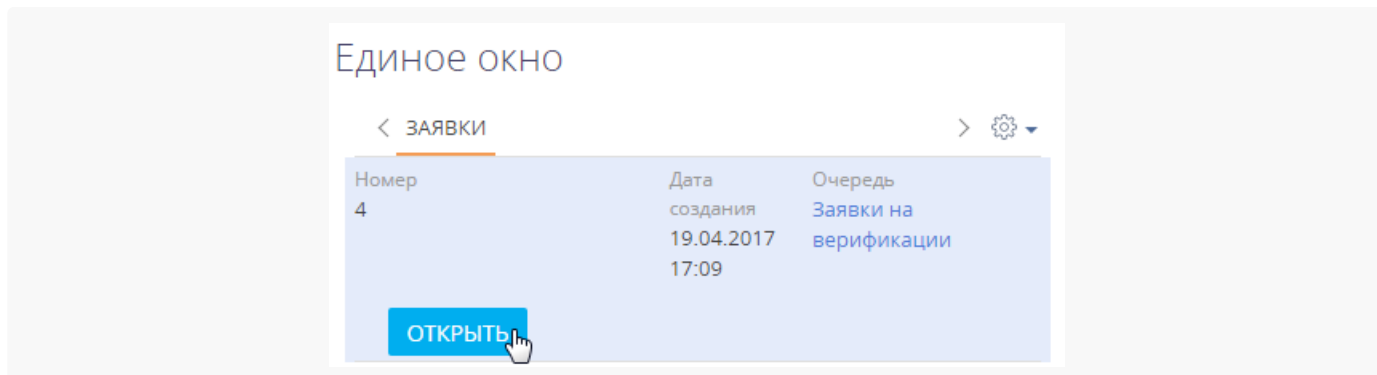 Единое окно
ЗАЯВКИ
Номер
4
Дата
создания
19.04.2017
17:09
Очередь
Заявки на
верификации
ОТКРЫТЬ